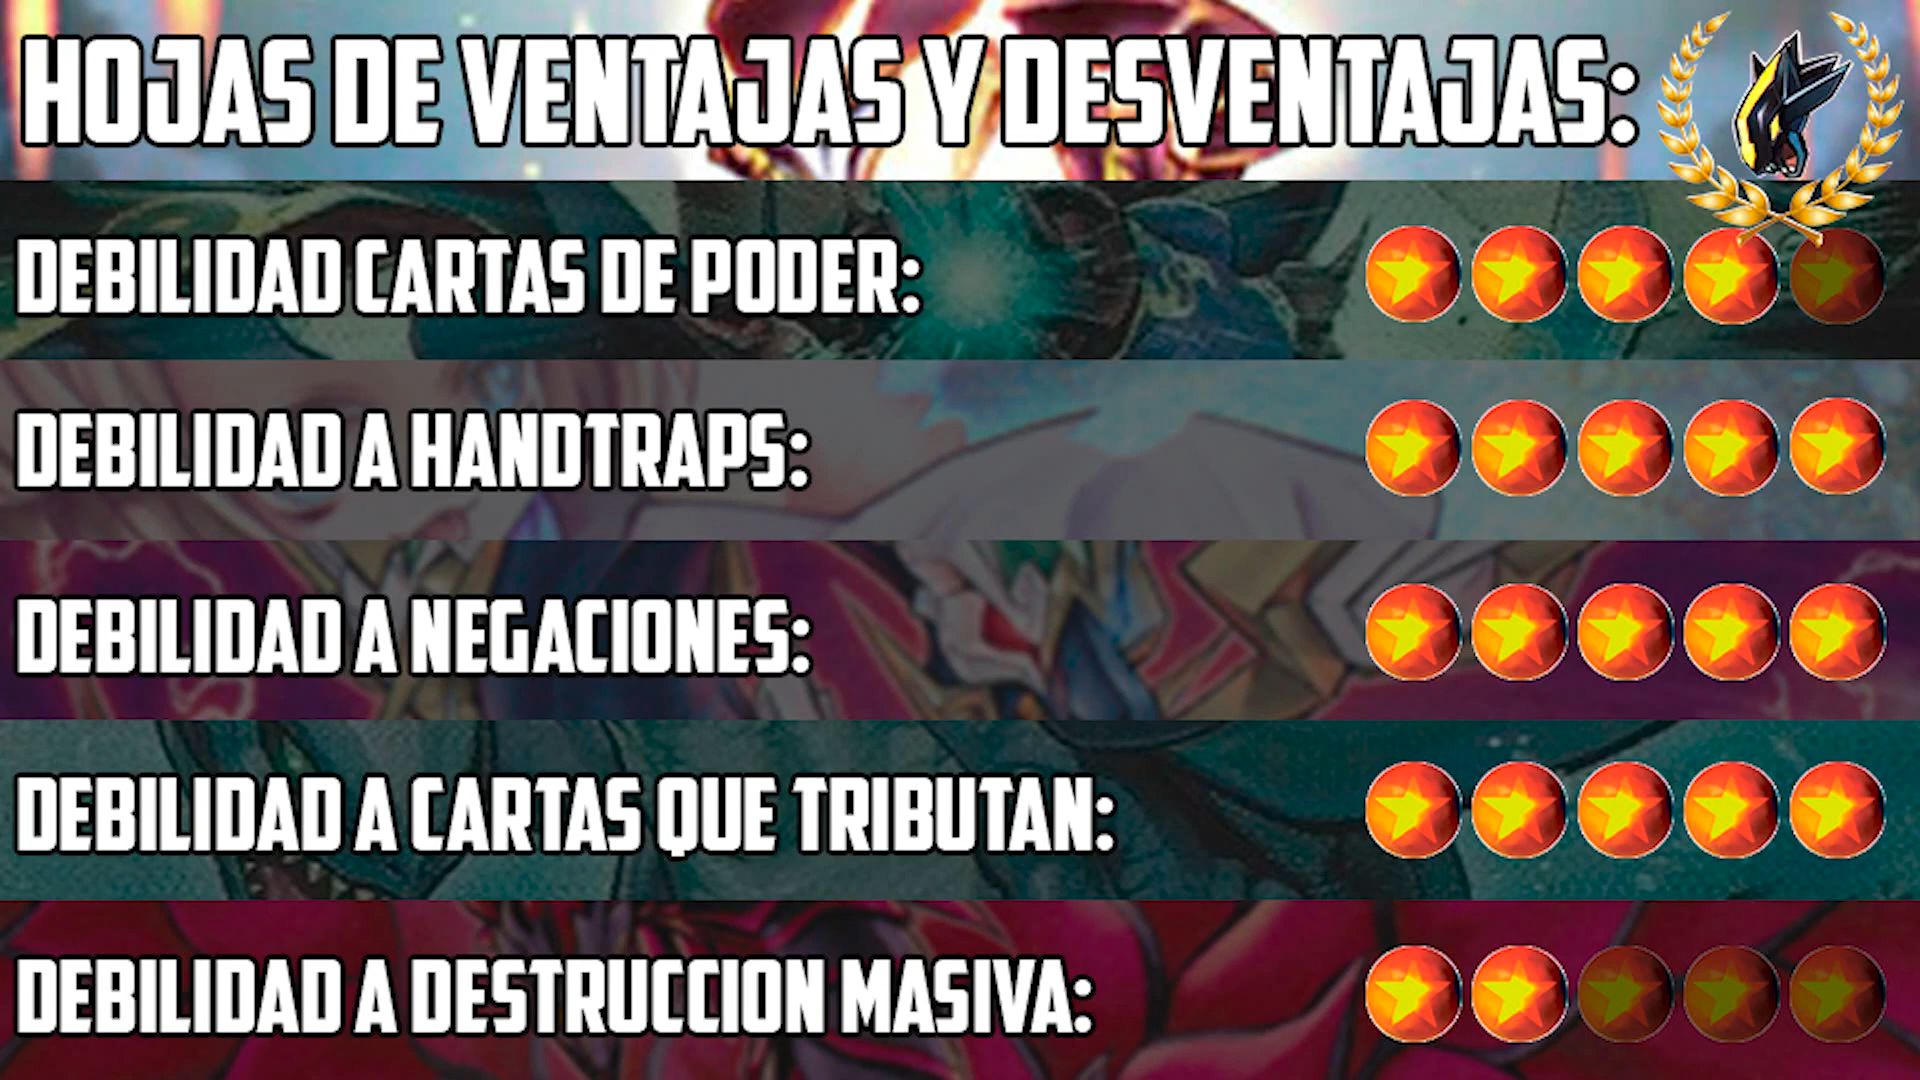 HOJAS DE VENTAJAS Y DESVENTAJAS:
DEBILIDAD CARTAS DE PODER:
DEBILIDAD A HANDTRAPS:
DEBILIDAD A NEGACIONES:
DEBILIDAD A CARTAS QUE TRIBUTAN:
DEBILIDAD A DESTRUCCION MASIVA: